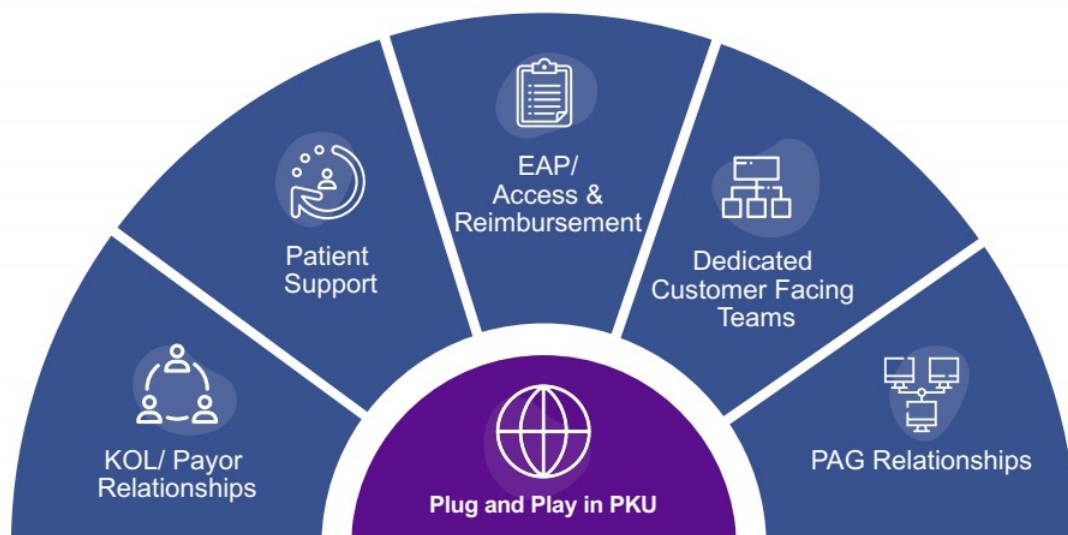 KOL/ Payor
Relationships
Patient
Support
EAP/
Access &
Reimbursement
Dedicated
Customer Facing
Teams
PAG Relationships
Plug and Play in PKU